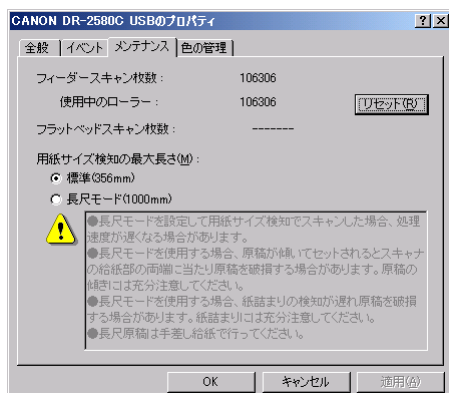 CANON DR-2580C USBのプロパティ
全般 イベント メンテナンス 色の管理
フィーダースキャン枚数： 106306
使用中のローラー： 106306 リセット(R)
フラットベッドスキャン枚数： -------
用紙サイズ検知の最大長さ(M)：
標準(356mm)
長尺モード(1000mm)
●長尺モードを設定して用紙サイズ検知でスキャンした場合、処理
速度が遅くなる場合があります。
●長尺モードを使用する場合、原稿が傾いてセットされるとスキャナ
の給紙部の両端に当たり原稿を破損する場合があります。原稿の
傾きには充分注意してください。
●長尺モードを使用する場合、紙詰まりの検知が遅れ原稿を破損
する場合があります。紙詰まりには充分注意してください。
●長尺原稿は手差し給紙で行ってください。
OK キャンセル 適用(A)